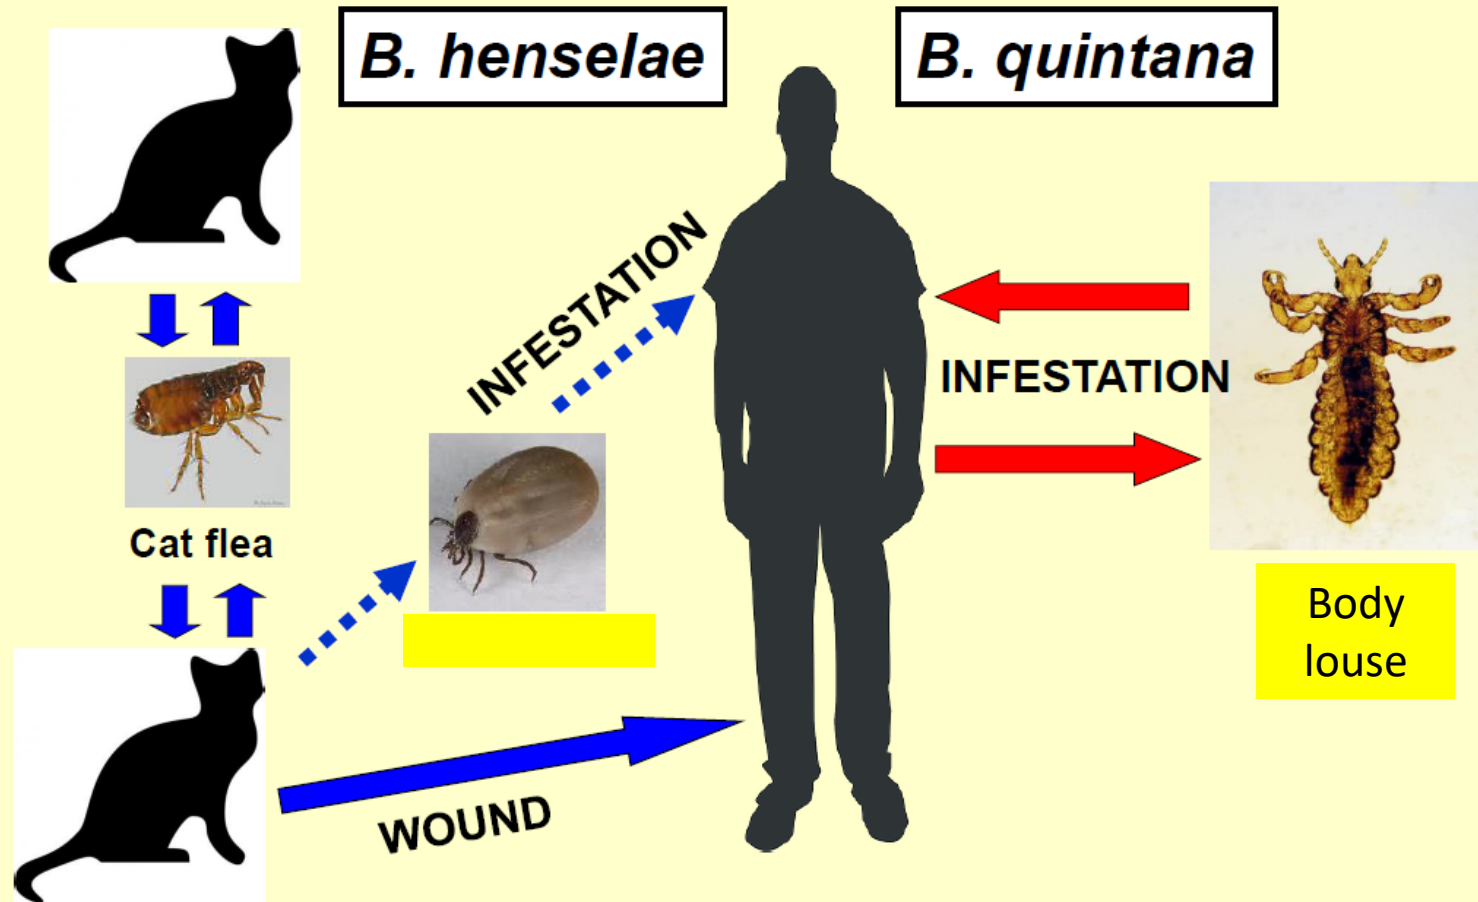 B. henselae
B. quintana
INFESTATION
INFESTATION
Cat flea
Body
louse
WOUND